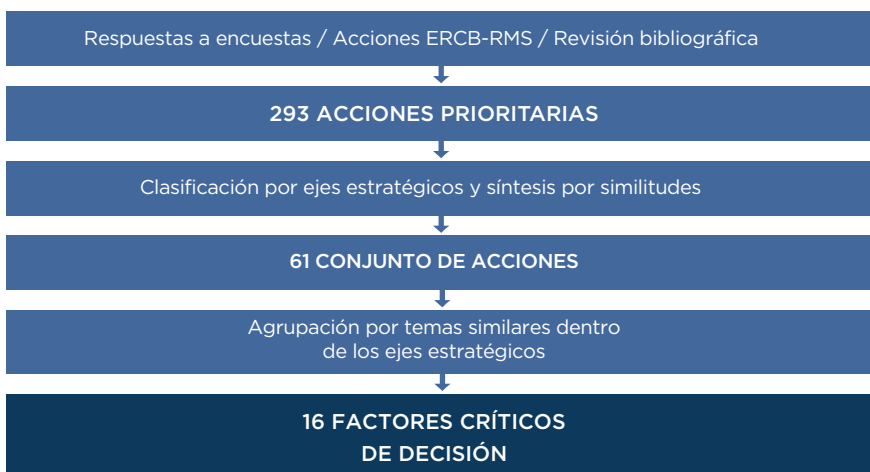 Respuestas a encuestas / Acciones ERCB-RMS / Revisión bibliográfica
293 ACCIONES PRIORITARIAS
Clasificación por ejes estratégicos y síntesis por similitudes
61 CONJUNTO DE ACCIONES
Agrupación por temas similares dentro
de los ejes estratégicos
16 FACTORES CRÍTICOS
DE DECISIÓN